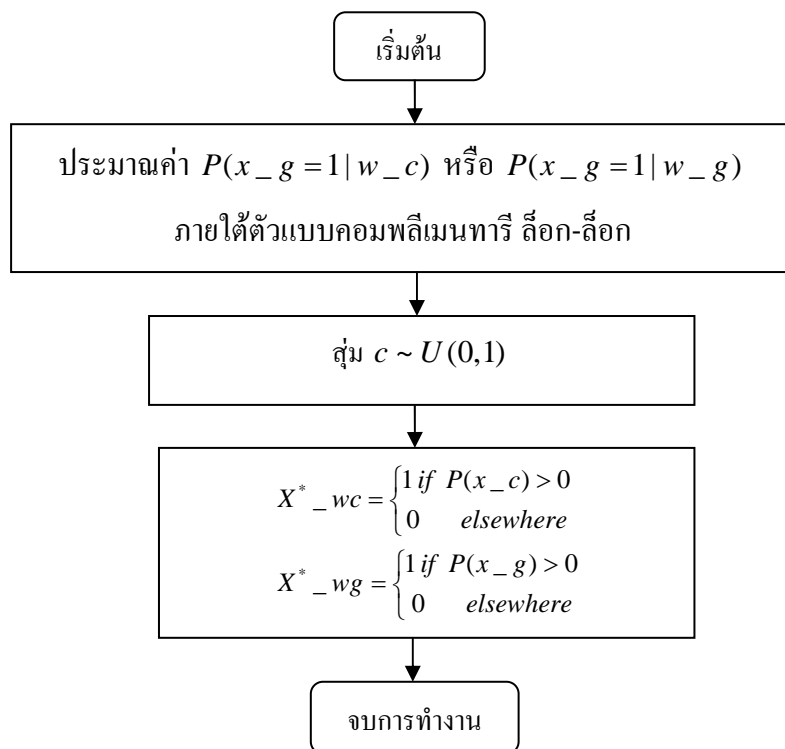 เริ่มต้น
ประมาณค่า P(x_g=1|w_c) หรือ P(x_g=1|w_g)
ภายใต้ตัวแบบคอมพลีเมนทารี ล็อก-ล็อก
สุ่ม c ~ U(0,1)
X*_wc = {1 if P(x_c) > 0
0 elsewhere
X*_wg = {1 if P(x_g) > 0
0 elsewhere
จบการทำงาน